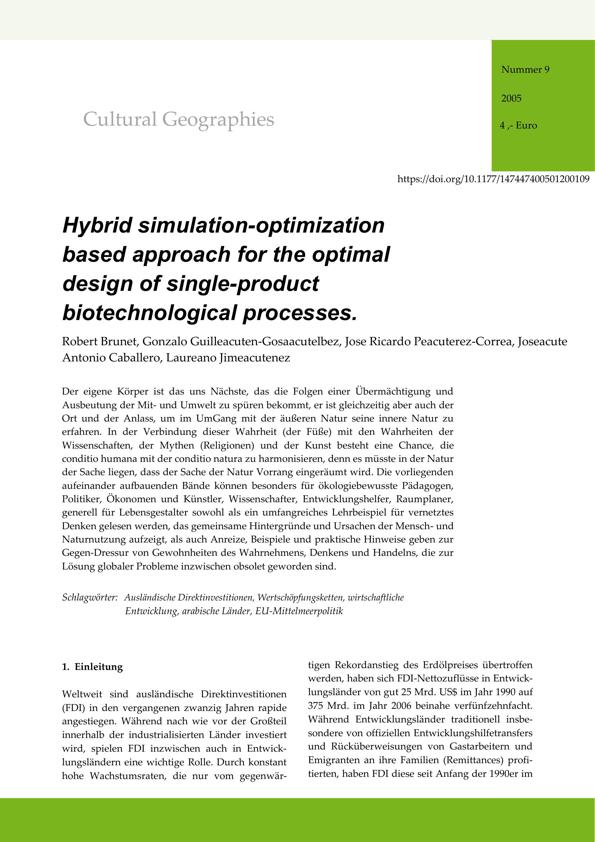 Nummer 9
2005
4 ,- Euro
Cultural Geographies
https://doi.org/10.1177/147447400501200109
Hybrid simulation-optimization
based approach for the optimal
design of single-product
biotechnological processes.
Robert Brunet, Gonzalo Guilleacuten-Gosaacutelbez, Jose Ricardo Peacuterez-Correa, Joseacute
Antonio Caballero, Laureano Jimeacutenez
Der eigene Körper ist das uns Nächste, das die Folgen einer Übermächtigung und
Ausbeutung der Mit- und Umwelt zu spüren bekommt, er ist gleichzeitig aber auch der
Ort und der Anlass, um im UmGang mit der äußeren Natur seine innere Natur zu
erfahren. In der Verbindung dieser Wahrheit (der Füße) mit den Wahrheiten der
Wissenschaften, der Mythen (Religionen) und der Kunst besteht eine Chance, die
conditio humana mit der conditio natura zu harmonisieren, denn es müsste in der Natur
der Sache liegen, dass der Sache der Natur Vorrang eingeräumt wird. Die vorliegenden
aufeinander aufbauenden Bände können besonders für ökologiebewusste Pädagogen,
Politiker, Ökonomen und Künstler, Wissenschafter, Entwicklungshelfer, Raumplaner,
generell für Lebensgestalter sowohl als ein umfangreiches Lehrbeispiel für vernetztes
Denken gelesen werden, das gemeinsame Hintergründe und Ursachen der Mensch- und
Naturnutzung aufzeigt, als auch Anreize, Beispiele und praktische Hinweise geben zur
Gegen-Dressur von Gewohnheiten des Wahrnehmens, Denkens und Handelns, die zur
Lösung globaler Probleme inzwischen obsolet geworden sind.
Schlagwörter: Ausländische Direktinvestitionen, Wertschöpfungsketten, wirtschaftliche
Entwicklung, arabische Länder, EU-Mittelmeerpolitik
1. Einleitung
Weltweit sind ausländische Direktinvestitionen
(FDI) in den vergangenen zwanzig Jahren rapide
angestiegen. Während nach wie vor der Großteil
innerhalb der industrialisierten Länder investiert
wird, spielen FDI inzwischen auch in Entwick-
lungsländern eine wichtige Rolle. Durch konstant
hohe Wachstumsraten, die nur vom gegenwär-
tigen Rekordanstieg des Erdölpreises übertroffen
werden, haben sich FDI-Nettozuflüsse in Entwick-
lungsländer von gut 25 Mrd. US$ im Jahr 1990 auf
375 Mrd. im Jahr 2006 beinahe verfünfzehnfacht.
Während Entwicklungsländer traditionell insbe-
sondere von offiziellen Entwicklungshilfetransfers
und Rücküberweisungen von Gastarbeitern und
Emigranten an ihre Familien (Remittances) profi-
tierten, haben FDI diese seit Anfang der 1990er im